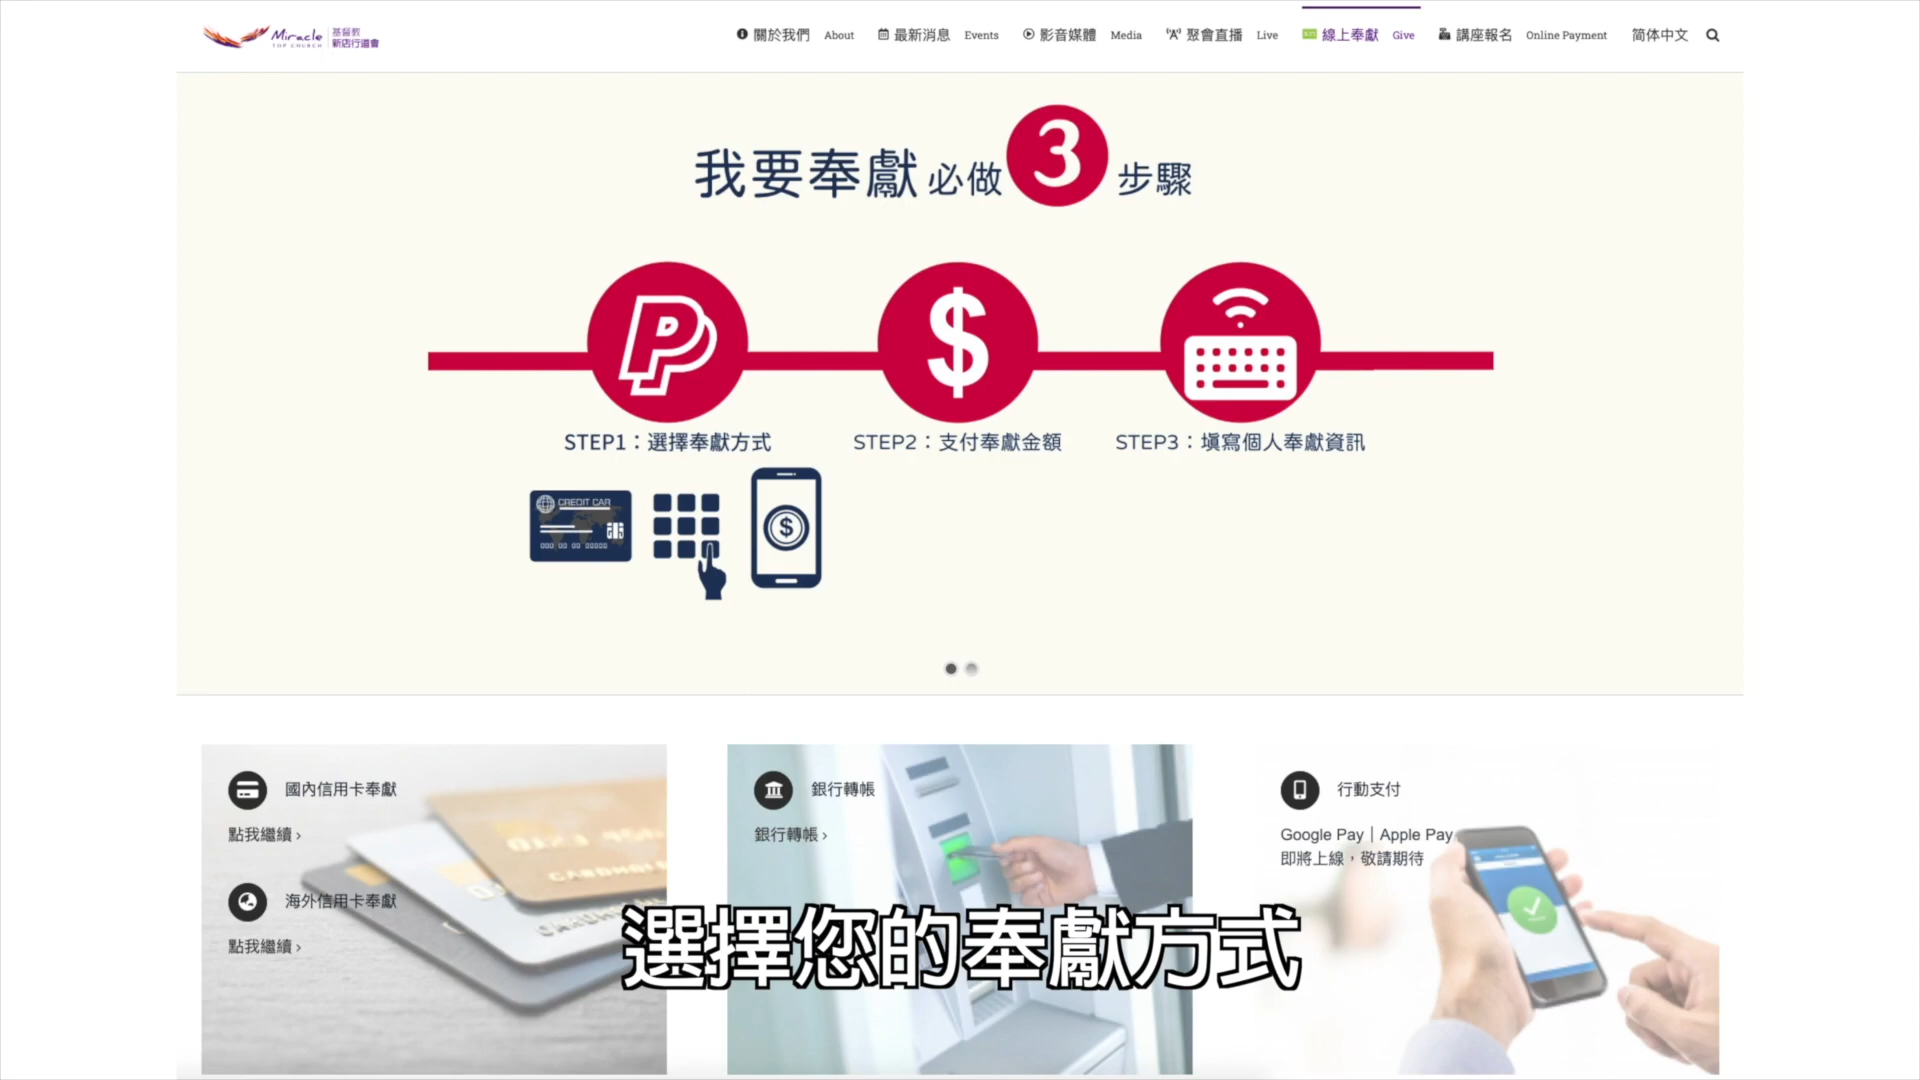 Miracle
TOP CHURCH
基督教
新店行道會
關於我們 About
最新消息 Events
影音媒體 Media
聚會直播 Live
線上奉獻 Give
講座報名 Online Payment
简体中文
我要奉獻必做3步驟
STEP1：選擇奉獻方式
STEP2：支付奉獻金額
STEP3：填寫個人奉獻資訊
CREDIT CAR
國內信用卡奉獻
點我繼續 ›
海外信用卡奉獻
點我繼續 ›
銀行轉帳
銀行轉帳 ›
行動支付
Google Pay｜Apple Pay
即將上線，敬請期待
選擇您的奉獻方式